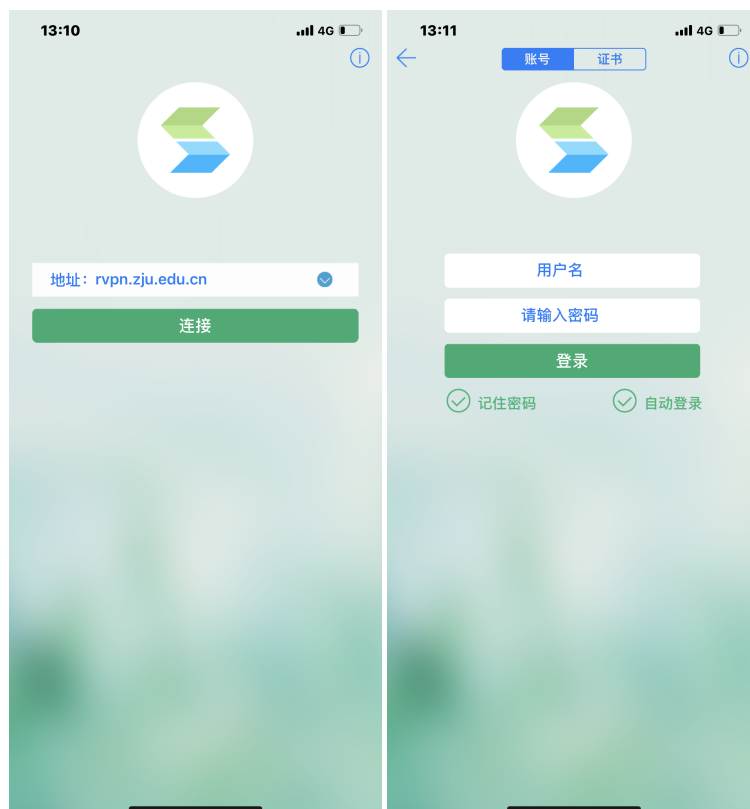 13:10
4G
地址：rvpn.zju.edu.cn
连接
13:11
4G
账号
证书
用户名
请输入密码
登录
记住密码
自动登录